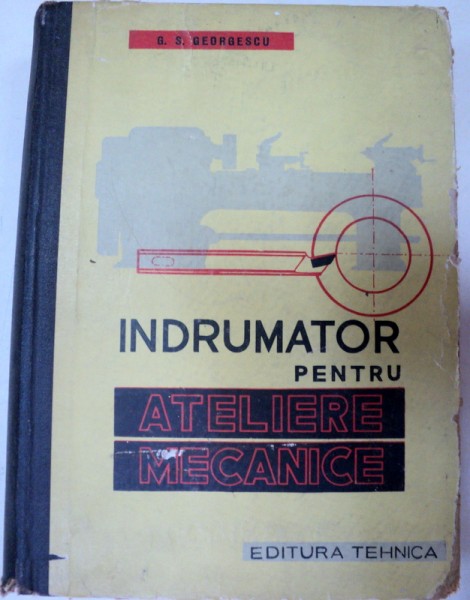 G. S. GEORGESCU
INDRUMATOR
PENTRU
ATELIERE
MECANICE
EDITURA TEHNICA